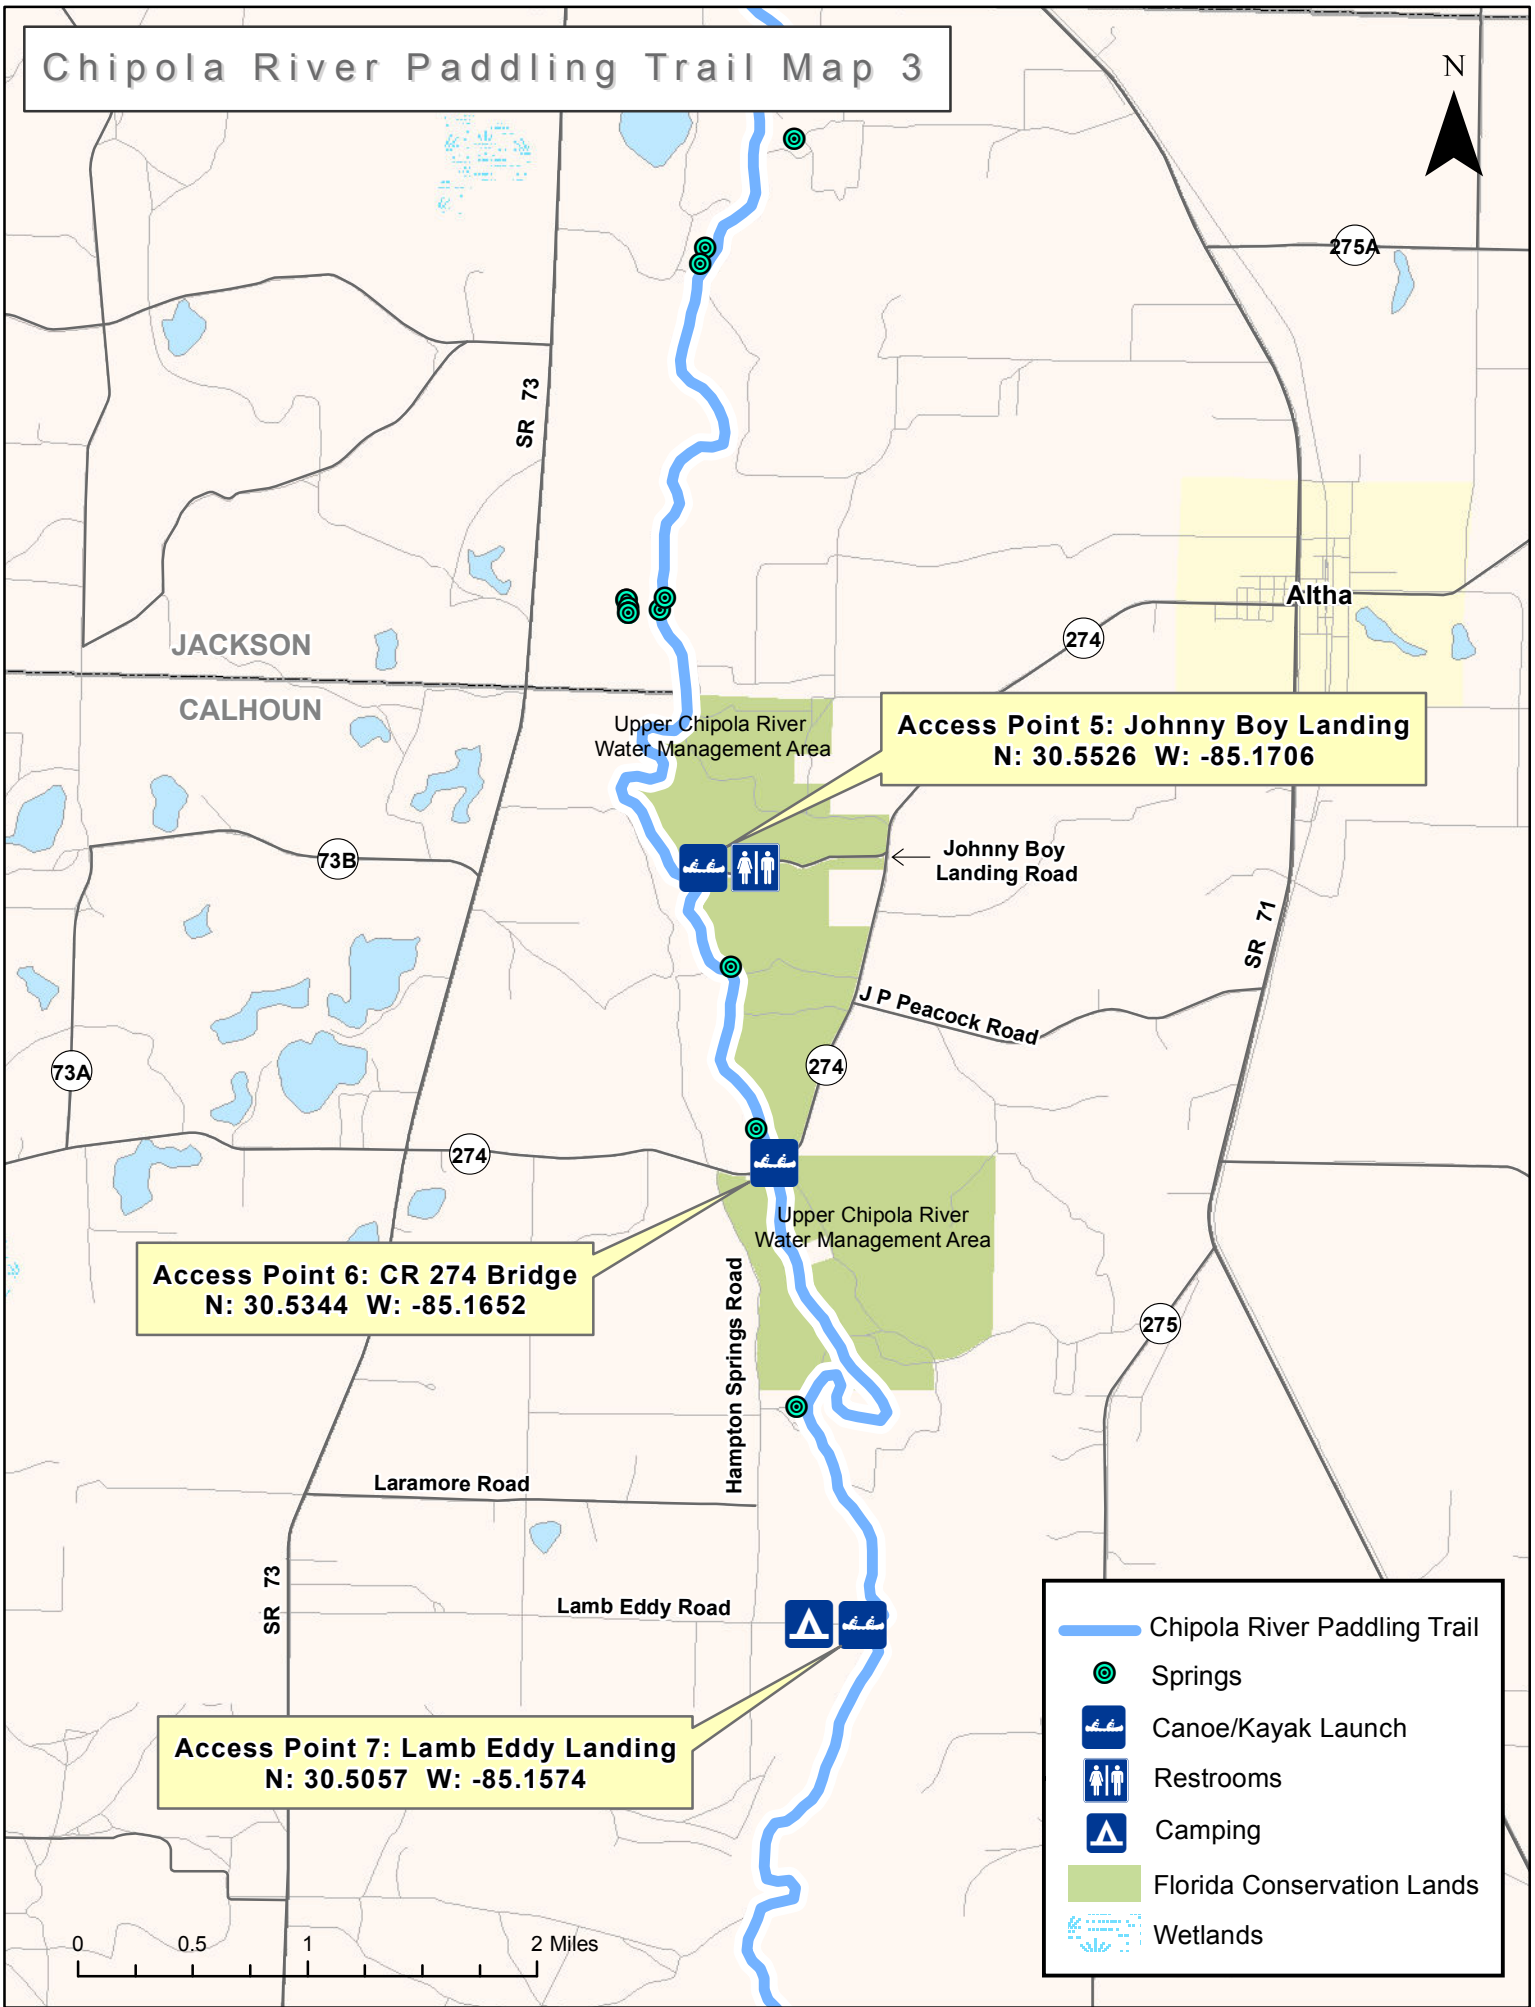 Chipola River Paddling Trail Map 3
N
275A
SR 73
Altha
274
JACKSON
CALHOUN
Upper Chipola River
Water Management Area
Access Point 5: Johnny Boy Landing
N: 30.5526 W: -85.1706
73B
Johnny Boy
Landing Road
SR 71
J P Peacock Road
73A
274
274
Upper Chipola River
Water Management Area
Access Point 6: CR 274 Bridge
N: 30.5344 W: -85.1652
Hampton Springs Road
275
Laramore Road
SR 73
Lamb Eddy Road
Access Point 7: Lamb Eddy Landing
N: 30.5057 W: -85.1574
Chipola River Paddling Trail
Springs
Canoe/Kayak Launch
Restrooms
Camping
Florida Conservation Lands
Wetlands
0 0.5 1 2 Miles